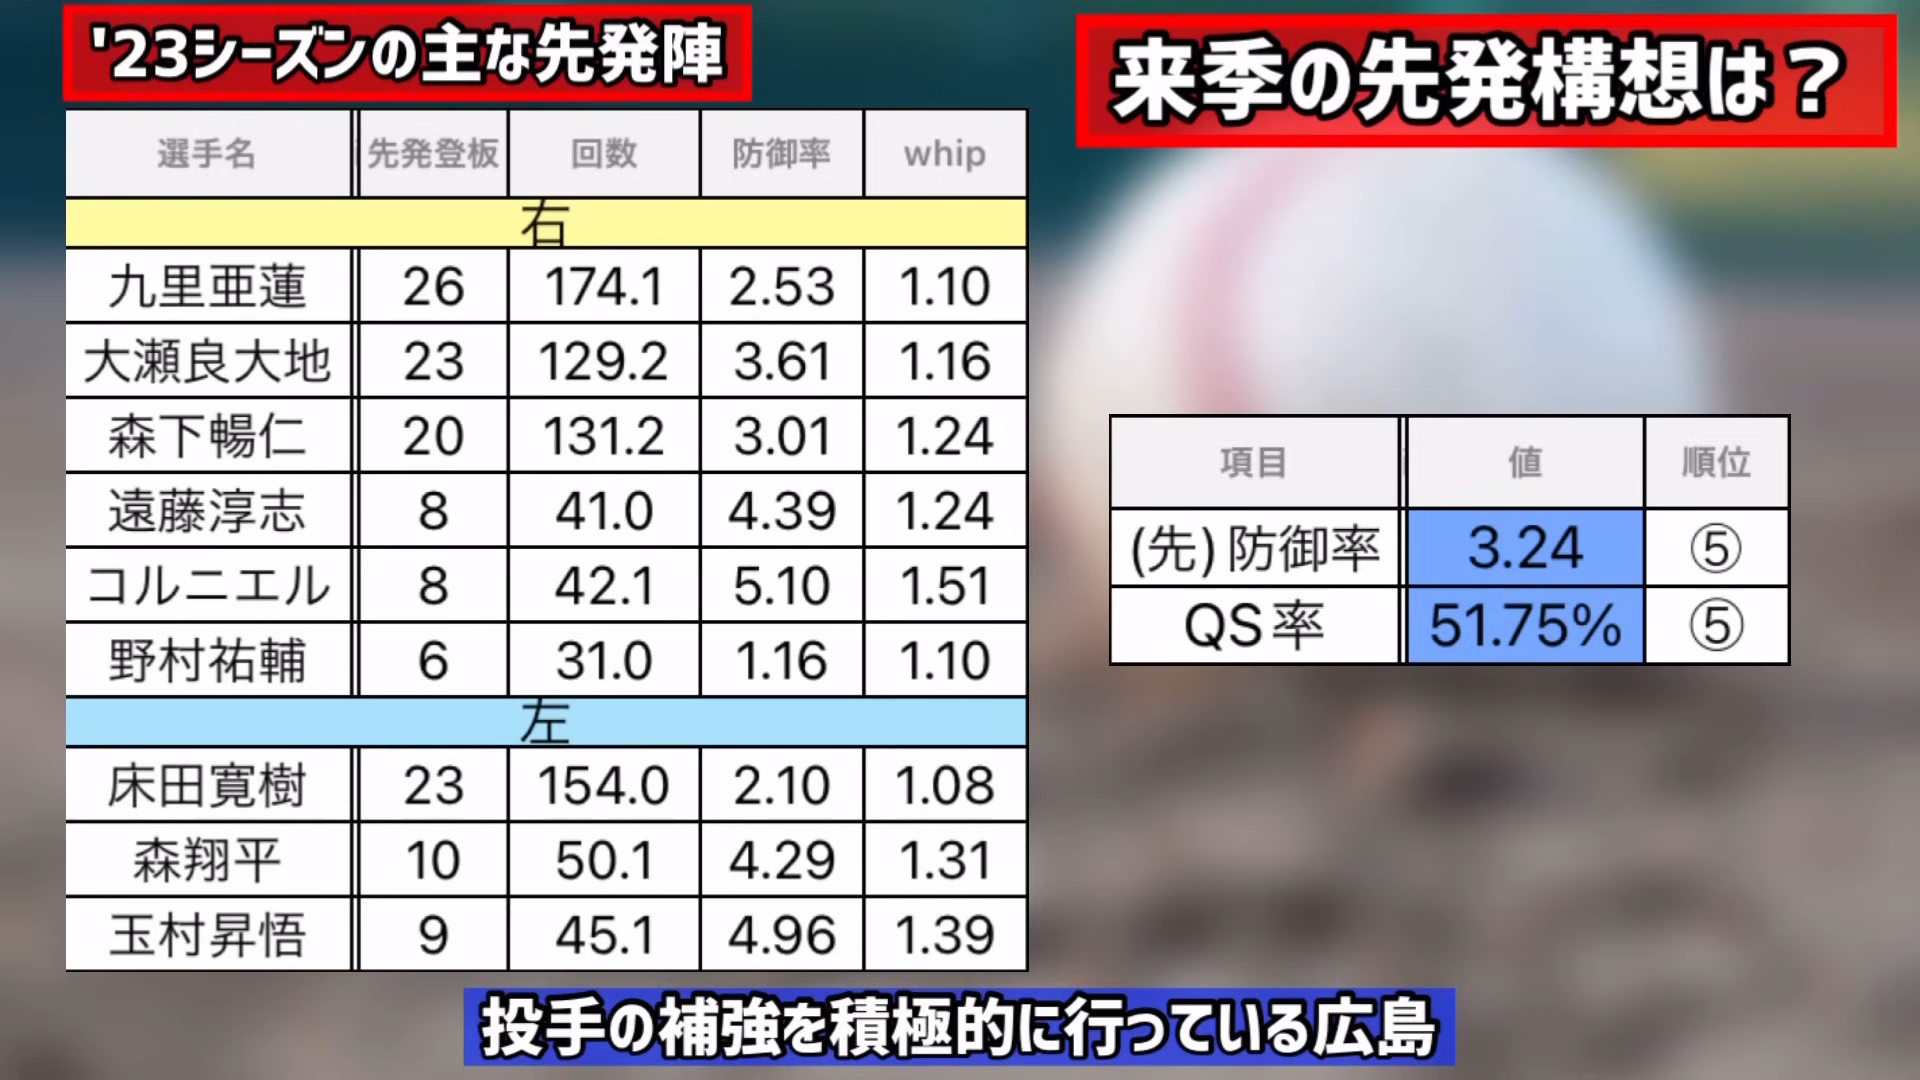 '23シーズンの主な先発陣
選手名 先発登板 回数 防御率 whip
右
九里亜蓮 26 174.1 2.53 1.10
大瀬良大地 23 129.2 3.61 1.16
森下暢仁 20 131.2 3.01 1.24
遠藤淳志 8 41.0 4.39 1.24
コルニエル 8 42.1 5.10 1.51
野村祐輔 6 31.0 1.16 1.10
左
床田寛樹 23 154.0 2.10 1.08
森翔平 10 50.1 4.29 1.31
玉村昇悟 9 45.1 4.96 1.39
来季の先発構想は？
項目 値 順位
(先)防御率 3.24 ⑤
QS率 51.75% ⑤
投手の補強を積極的に行っている広島